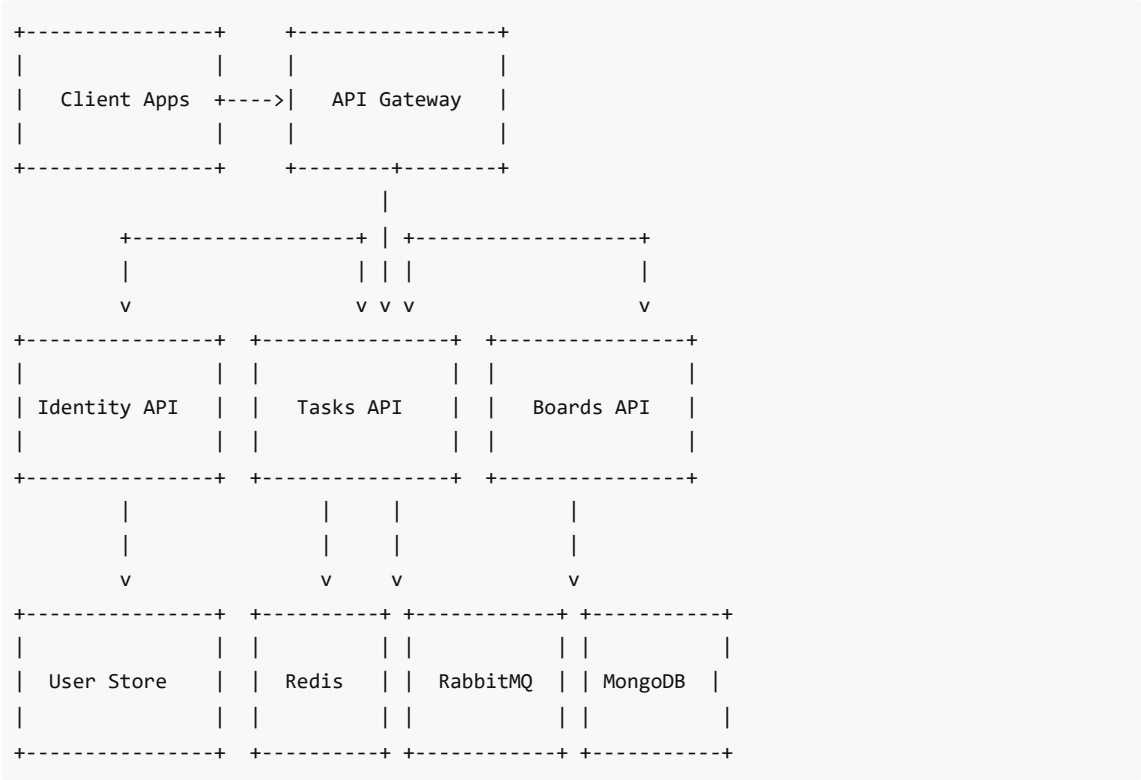 +----------------+     +-----------------+
|                |     |                 |
|   Client Apps  +---->|   API Gateway   |
|                |     |                 |
+----------------+     +--------+--------+
                               |
         +-------------------+ | +-------------------+
         |                   | | |                   |
         v                   v v v                   v
+----------------+  +----------------+  +----------------+
|                |  |                |  |                |
| Identity API   |  |   Tasks API    |  |   Boards API   |
|                |  |                |  |                |
+----------------+  +----------------+  +----------------+
         |                |     |              |
         |                |     |              |
         v                v     v              v
+----------------+  +----------+ +------------+ +-----------+
|                |  |          | |            | |           |
|  User Store    |  |  Redis   | |  RabbitMQ  | | MongoDB  |
|                |  |          | |            | |           |
+----------------+  +----------+ +------------+ +-----------+